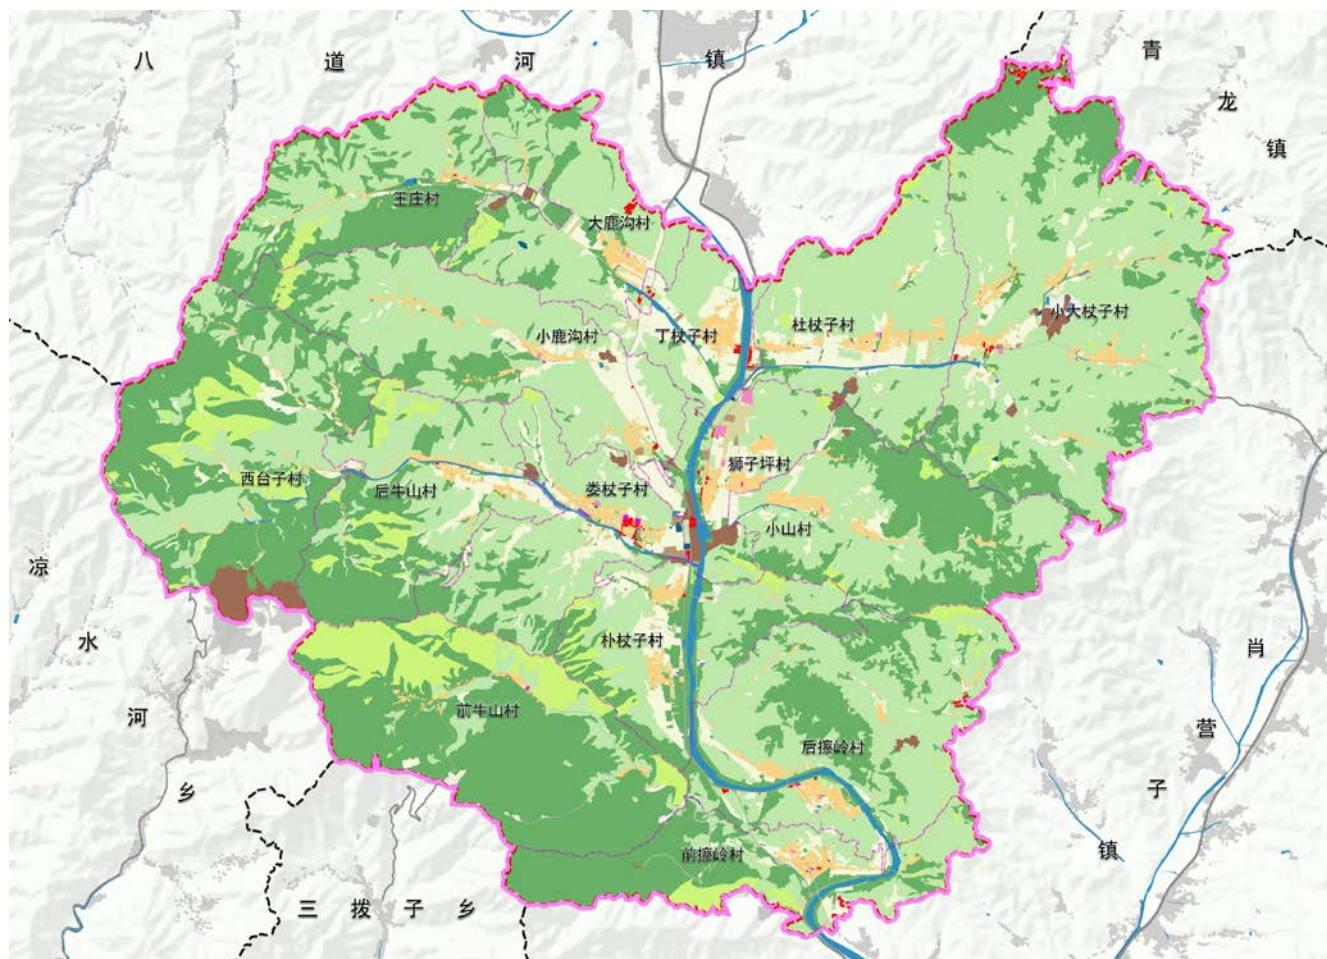 八道河镇
青龙镇
王庄村
大鹿沟村
小大杖子村
杜杖子村
小鹿沟村
丁杖子村
狮子坪村
西台子村
后牛山村
娄杖子村
小山村
凉水河乡
朴杖子村
肖营子镇
前牛山村
后擦岭村
前擦岭村
三拨子乡